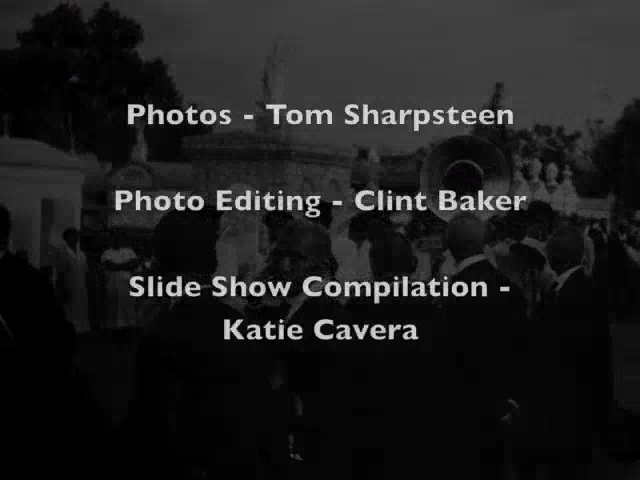 Photos - Tom Sharpsteen
Photo Editing - Clint Baker
Slide Show Compilation -
Katie Cavera